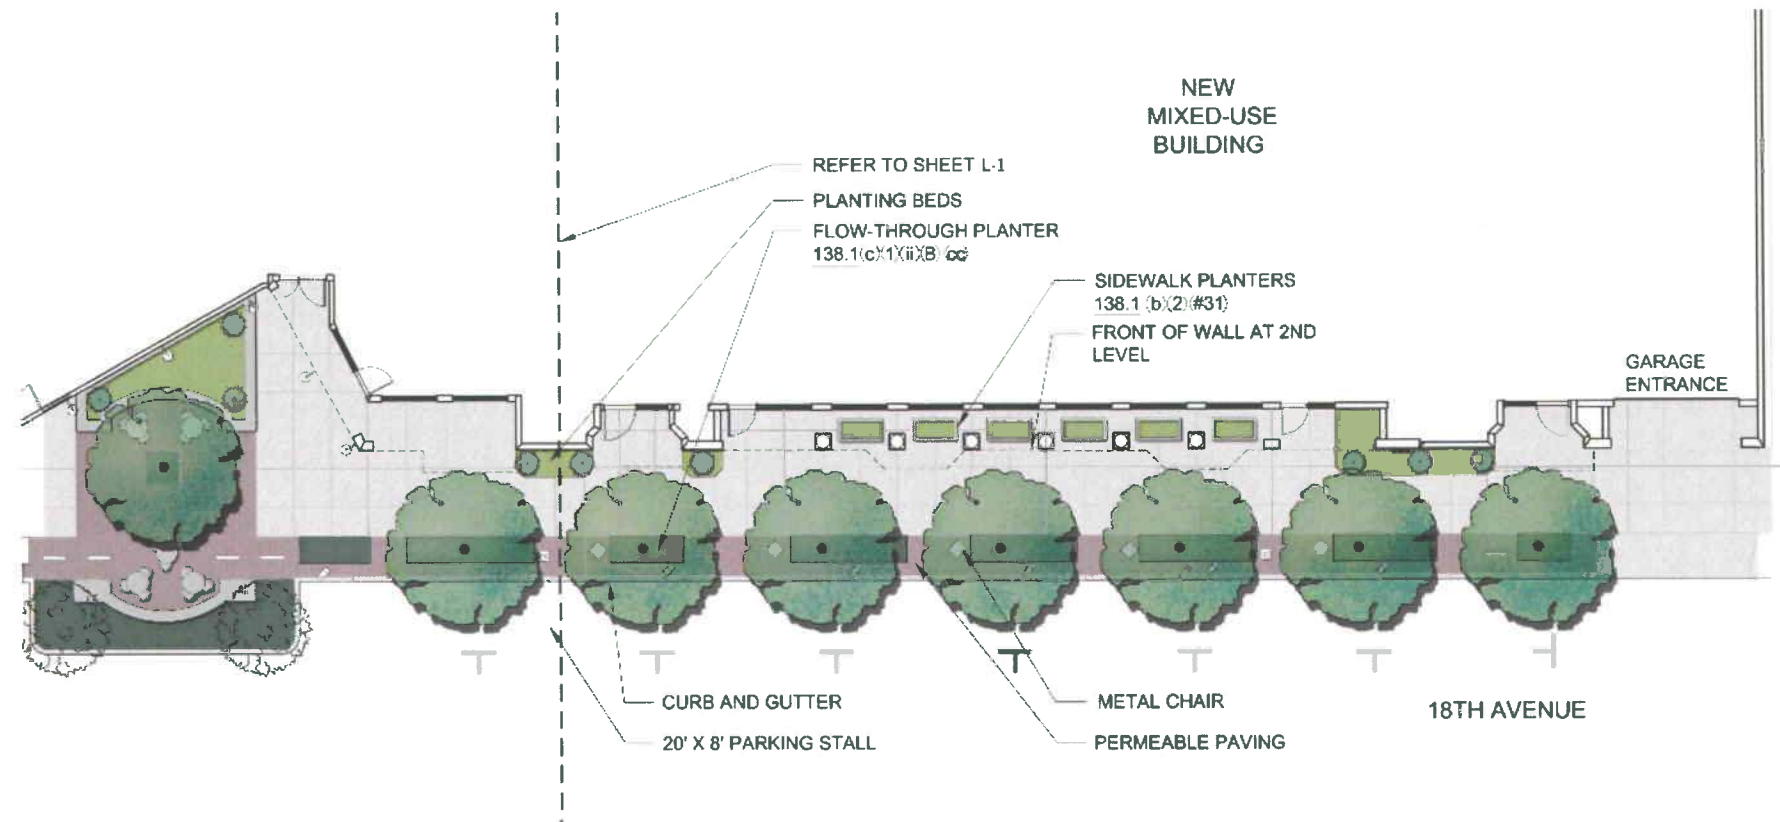 NEW
MIXED-USE
BUILDING
REFER TO SHEET L-1
PLANTING BEDS
FLOW-THROUGH PLANTER
138.1(c)(1)(ii)(B)
SIDEWALK PLANTERS
138.1 (b)(2)(#31)
FRONT OF WALL AT 2ND
LEVEL
GARAGE
ENTRANCE
CURB AND GUTTER
20' X 8' PARKING STALL
METAL CHAIR
PERMEABLE PAVING
18TH AVENUE